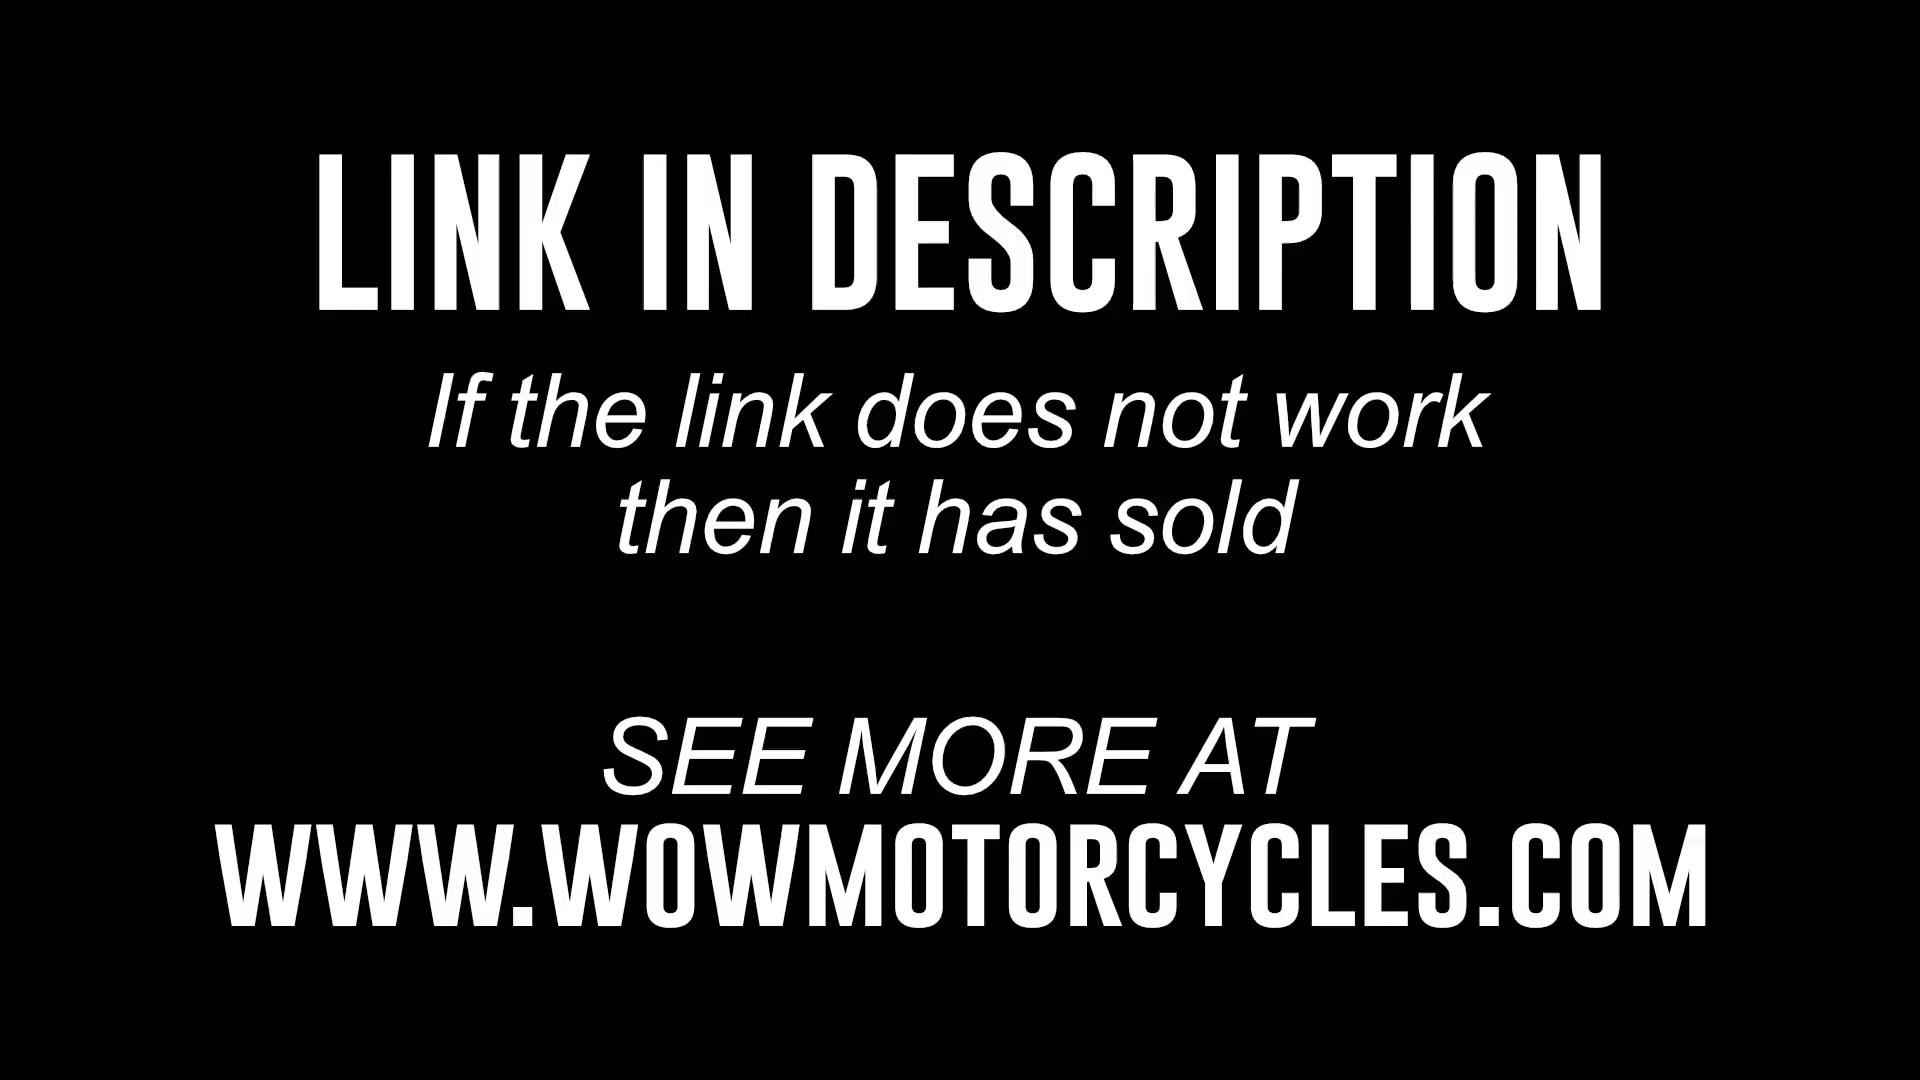 LINK IN DESCRIPTION
If the link does not work
then it has sold
SEE MORE AT
WWW.WOWMOTORCYCLES.COM